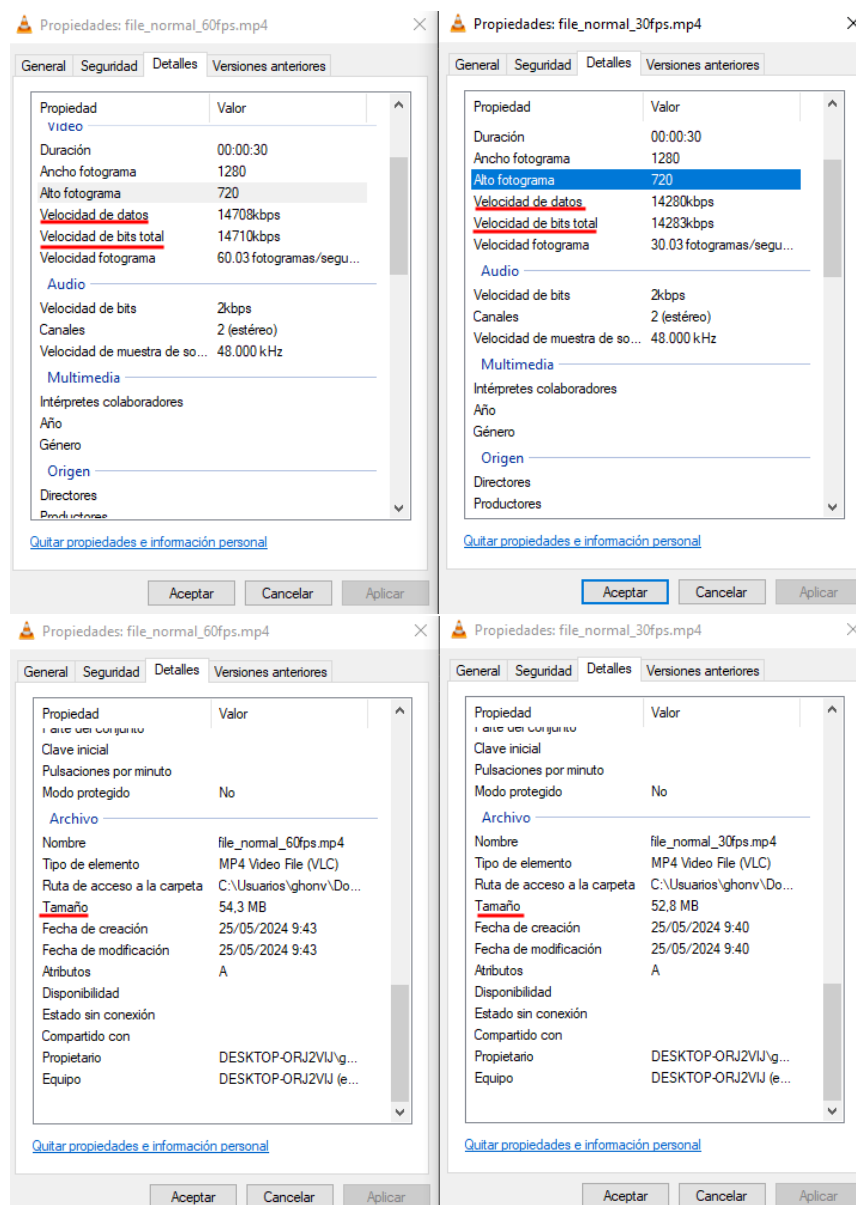 Propiedades: file_normal_60fps.mp4
General Seguridad Detalles Versiones anteriores
Propiedad Valor
Video
Duración 00:00:30
Ancho fotograma 1280
Alto fotograma 720
Velocidad de datos 14708kbps
Velocidad de bits total 14710kbps
Velocidad fotograma 60.03 fotogramas/segu...
Audio
Velocidad de bits 2kbps
Canales 2 (estéreo)
Velocidad de muestra de so... 48.000 kHz
Multimedia
Intérpretes colaboradores
Año
Género
Origen
Directores
Productores
Quitar propiedades e información personal
Aceptar Cancelar Aplicar
Propiedades: file_normal_30fps.mp4
General Seguridad Detalles Versiones anteriores
Propiedad Valor
Duración 00:00:30
Ancho fotograma 1280
Alto fotograma 720
Velocidad de datos 14280kbps
Velocidad de bits total 14283kbps
Velocidad fotograma 30.03 fotogramas/segu...
Audio
Velocidad de bits 2kbps
Canales 2 (estéreo)
Velocidad de muestra de so... 48.000 kHz
Multimedia
Intérpretes colaboradores
Año
Género
Origen
Directores
Productores
Quitar propiedades e información personal
Aceptar Cancelar Aplicar
Propiedades: file_normal_60fps.mp4
General Seguridad Detalles Versiones anteriores
Propiedad Valor
Parte del conjunto
Clave inicial
Pulsaciones por minuto
Modo protegido No
Archivo
Nombre file_normal_60fps.mp4
Tipo de elemento MP4 Video File (VLC)
Ruta de acceso a la carpeta C:\Usuarios\ghonv\Do...
Tamaño 54,3 MB
Fecha de creación 25/05/2024 9:43
Fecha de modificación 25/05/2024 9:43
Atributos A
Disponibilidad
Estado sin conexión
Compartido con
Propietario DESKTOP-ORJ2VIJ\g...
Equipo DESKTOP-ORJ2VIJ (e...
Quitar propiedades e información personal
Aceptar Cancelar Aplicar
Propiedades: file_normal_30fps.mp4
General Seguridad Detalles Versiones anteriores
Propiedad Valor
Parte del conjunto
Clave inicial
Pulsaciones por minuto
Modo protegido No
Archivo
Nombre file_normal_30fps.mp4
Tipo de elemento MP4 Video File (VLC)
Ruta de acceso a la carpeta C:\Usuarios\ghonv\Do...
Tamaño 52,8 MB
Fecha de creación 25/05/2024 9:40
Fecha de modificación 25/05/2024 9:40
Atributos A
Disponibilidad
Estado sin conexión
Compartido con
Propietario DESKTOP-ORJ2VIJ\g...
Equipo DESKTOP-ORJ2VIJ (e...
Quitar propiedades e información personal
Aceptar Cancelar Aplicar